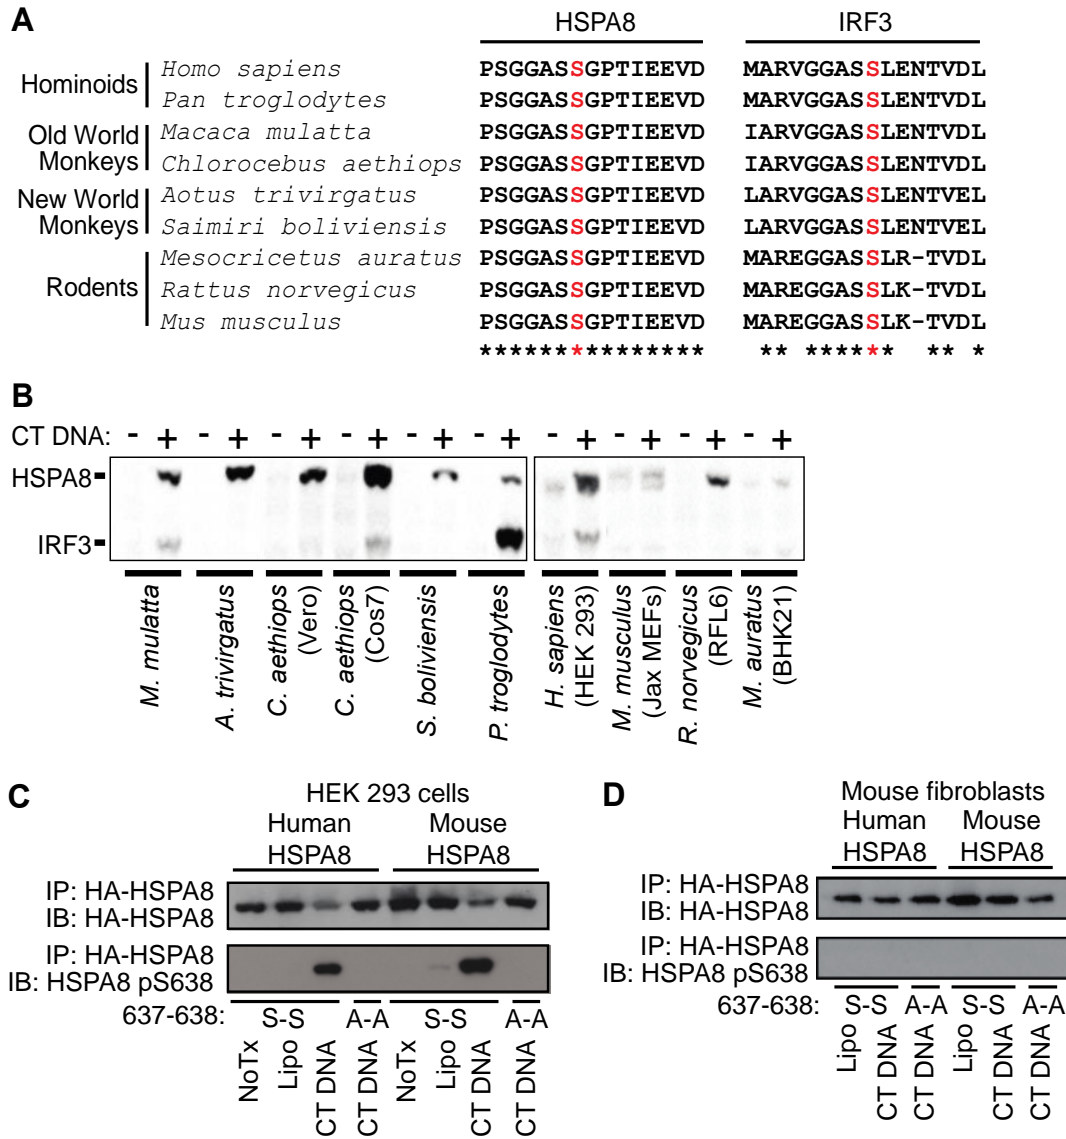 A
HSPA8 IRF3
Hominoids
Homo sapiens PSGGASSGPTIEEVD MARVGGASSLENTVDL
Pan troglodytes PSGGASSGPTIEEVD MARVGGASSLENTVDL
Old World Monkeys
Macaca mulatta PSGGASSGPTIEEVD IARVGGASSLENTVDL
Chlorocebus aethiops PSGGASSGPTIEEVD IARVGGASSLENTVDL
New World Monkeys
Aotus trivirgatus PSGGASSGPTIEEVD LARVGGASSLENTVEL
Saimiri boliviensis PSGGASSGPTIEEVD LARVGGASSLENTVEL
Rodents
Mesocricetus auratus PSGGASSGPTIEEVD MAREGGASSLR-TVDL
Rattus norvegicus PSGGASSGPTIEEVD MAREGGASSLK-TVDL
Mus musculus PSGGASSGPTIEEVD MAREGGASSLK-TVDL
*************** ** ****** ** *
B
CT DNA: - + - + - + - + - + - + - + - + - + - +
HSPA8
IRF3
M. mulatta
A. trivirgatus
C. aethiops
(Vero)
C. aethiops
(Cos7)
S. boliviensis
P. troglodytes
H. sapiens
(HEK 293)
M. musculus
(Jax MEFs)
R. norvegicus
(RFL6)
M. auratus
(BHK21)
C
HEK 293 cells
Human HSPA8
Mouse HSPA8
IP: HA-HSPA8
IB: HA-HSPA8
IP: HA-HSPA8
IB: HSPA8 pS638
637-638: S-S A-A S-S A-A
NoTx
Lipo
CT DNA
CT DNA
NoTx
Lipo
CT DNA
CT DNA
D
Mouse fibroblasts
Human HSPA8
Mouse HSPA8
IP: HA-HSPA8
IB: HA-HSPA8
IP: HA-HSPA8
IB: HSPA8 pS638
637-638: S-S A-A S-S A-A
Lipo
CT DNA
CT DNA
Lipo
CT DNA
CT DNA